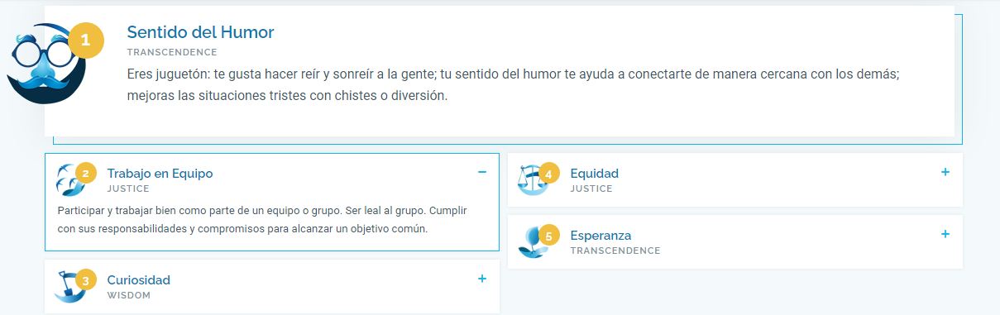 1
Sentido del Humor
TRANSCENDENCE
Eres juguetón: te gusta hacer reír y sonreír a la gente; tu sentido del humor te ayuda a conectarte de manera cercana con los demás;
mejoras las situaciones tristes con chistes o diversión.
2
Trabajo en Equipo
JUSTICE
Participar y trabajar bien como parte de un equipo o grupo. Ser leal al grupo. Cumplir
con sus responsabilidades y compromisos para alcanzar un objetivo común.
3
Curiosidad
WISDOM
4
Equidad
JUSTICE
5
Esperanza
TRANSCENDENCE